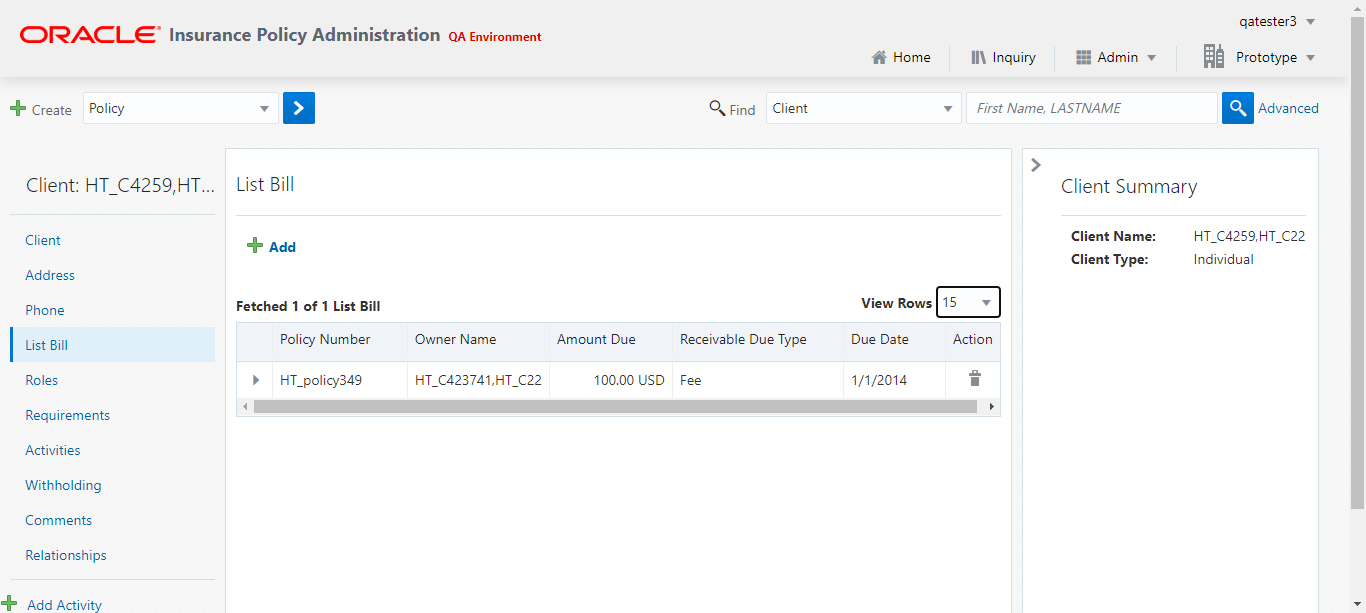 qatester3
ORACLE® Insurance Policy Administration QA Environment
Home Inquiry Admin Prototype
Create Policy Find Client First Name, LASTNAME Advanced
Client: HT_C4259,HT...
Client
Address
Phone
List Bill
Roles
Requirements
Activities
Withholding
Comments
Relationships
Add Activity
List Bill
Add
Fetched 1 of 1 List Bill View Rows 15
Policy Number Owner Name Amount Due Receivable Due Type Due Date Action
HT_policy349 HT_C423741,HT_C22 100.00 USD Fee 1/1/2014
Client Summary
Client Name: HT_C4259,HT_C22
Client Type: Individual